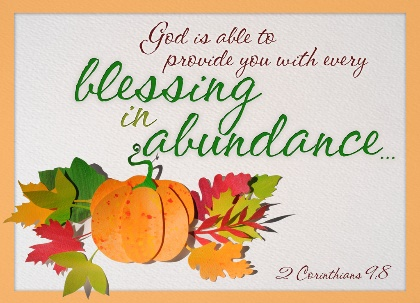 God is able to
provide you with every
blessing
in
abundance...
2 Corinthians 9:8